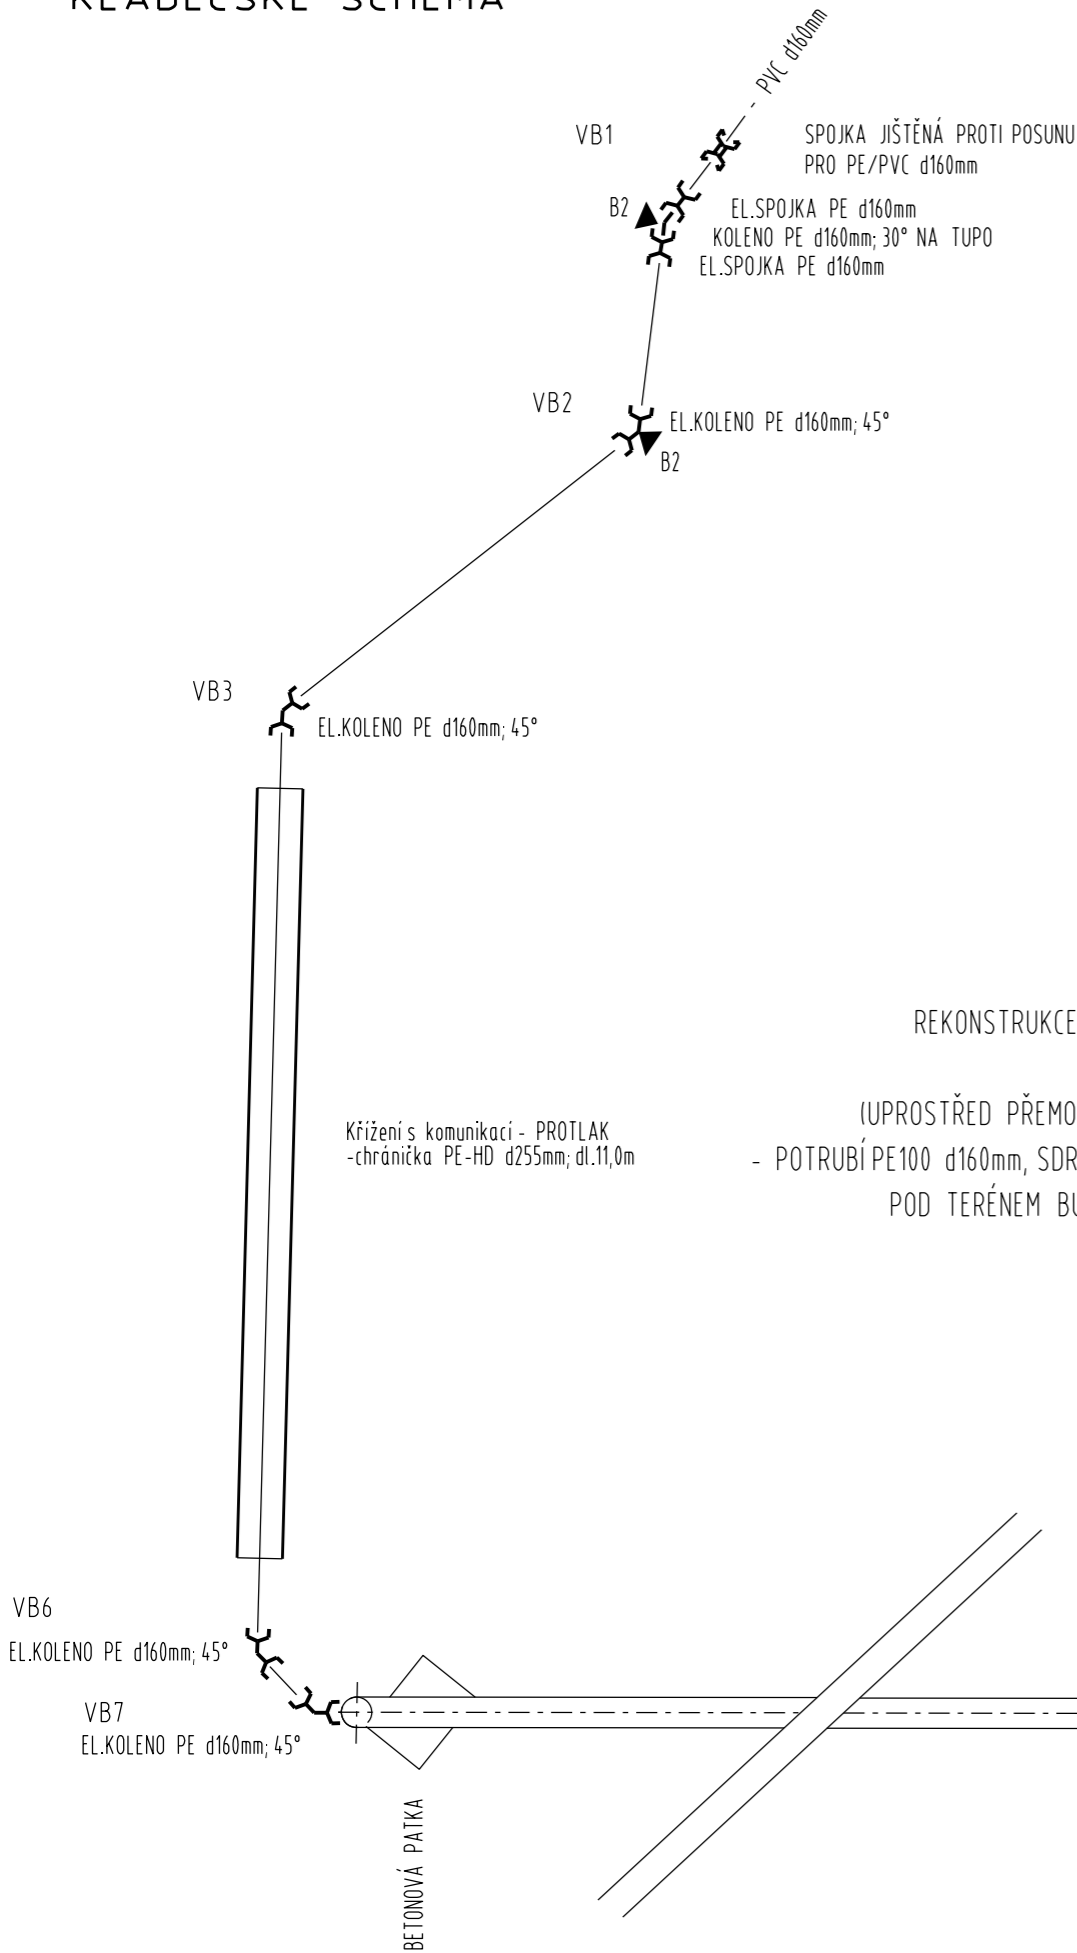 KLADEČSKÉ SCHÉMA
- PVC d160mm
VB1
SPOJKA JIŠTĚNÁ PROTI POSUNU
PRO PE/PVC d160mm
B2
EL.SPOJKA PE d160mm
KOLENO PE d160mm; 30° NA TUPO
EL.SPOJKA PE d160mm
VB2
EL.KOLENO PE d160mm; 45°
B2
VB3
EL.KOLENO PE d160mm; 45°
REKONSTRUKCE
(UPROSTŘED PŘEMO
- POTRUBÍ PE100 d160mm, SDR
POD TERÉNEM BU
Křížení s komunikací - PROTLAK
-chránička PE-HD d255mm; dl.11,0m
VB6
EL.KOLENO PE d160mm; 45°
VB7
EL.KOLENO PE d160mm; 45°
BETONOVÁ PATKA